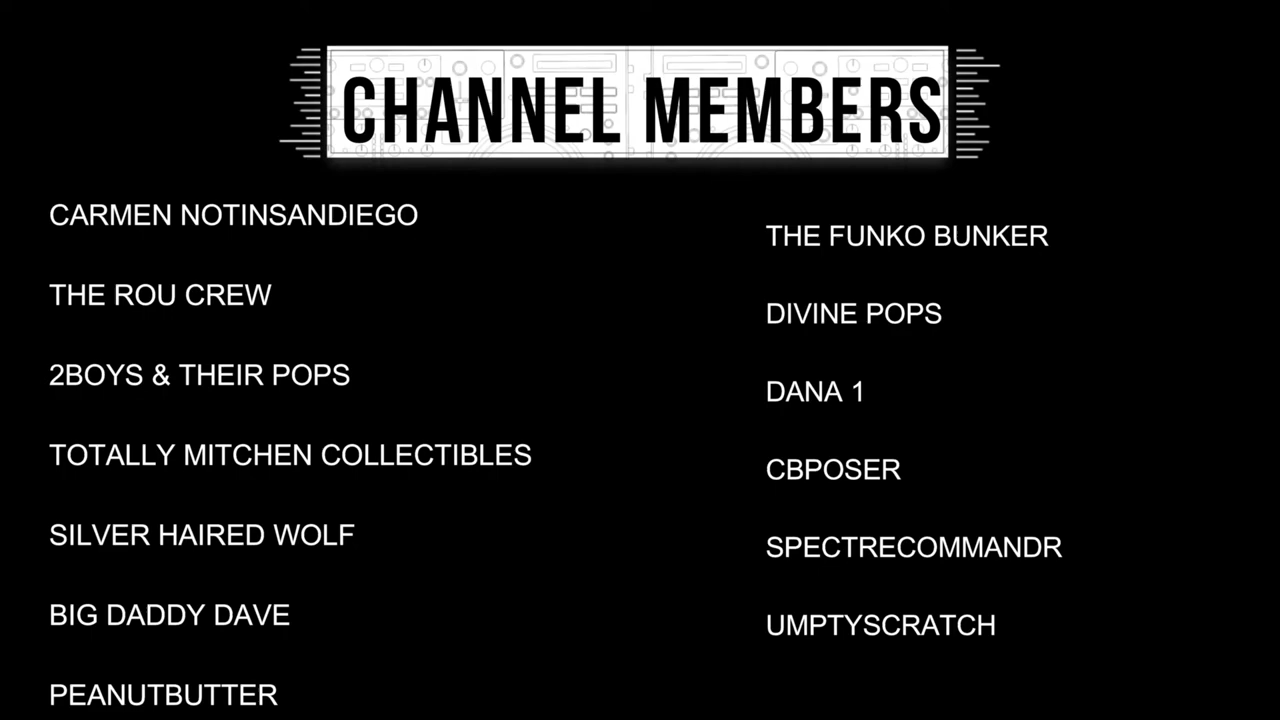 CHANNEL MEMBERS
CARMEN NOTINSANDIEGO
THE ROU CREW
2BOYS & THEIR POPS
TOTALLY MITCHEN COLLECTIBLES
SILVER HAIRED WOLF
BIG DADDY DAVE
PEANUTBUTTER
THE FUNKO BUNKER
DIVINE POPS
DANA 1
CBPOSER
SPECTRECOMMANDR
UMPTYSCRATCH